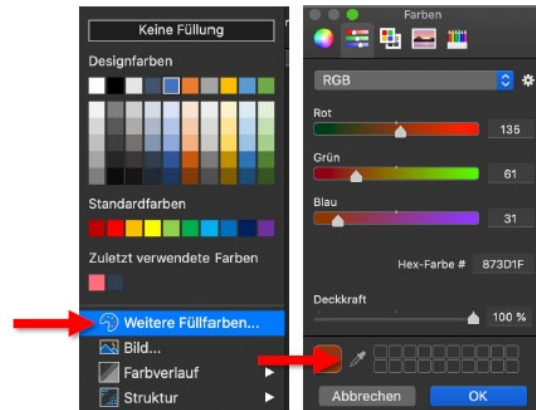 Keine Füllung
Designfarben
Standardfarben
Zuletzt verwendete Farben
Weitere Füllfarben...
Bild...
Farbverlauf
Struktur
Farben
RGB
Rot
135
Grün
61
Blau
31
Hex-Farbe # 873D1F
Deckkraft
100 %
Abbrechen
OK